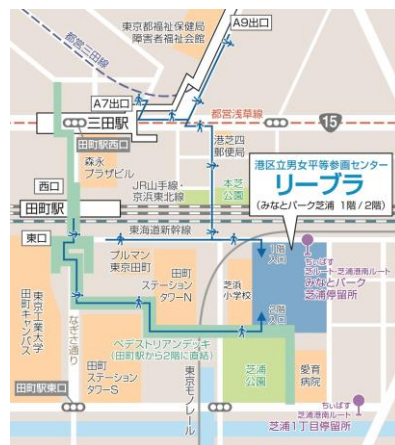 東京都福祉保健局
障害者福祉会館
A9出口
都営三田線
A7出口
三田駅
都営浅草線
15
田町駅西口
森永
プラザビル
港芝四
郵便局
港区立男女平等参画センター
リーブラ
(みなとパーク芝浦 1階/2階)
西口
JR山手線・
京浜東北線
本芝
公園
田町駅
東海道新幹線
東口
プルマン
東京田町
田町
ステーション
タワーN
芝浜
小学校
1階
入口
2階
入口
ちぃばす
芝ルート・芝浦港南ルート
みなとパーク
芝浦停留所
東京工業大学
田町キャンパス
なぎさ通り
ペデストリアンデッキ
(田町駅から2階に直結)
田町
ステーション
タワーS
東京モノレール
芝浦
公園
愛育
病院
田町駅東口
ちぃばす
芝浦港南ルート
芝浦1丁目停留所